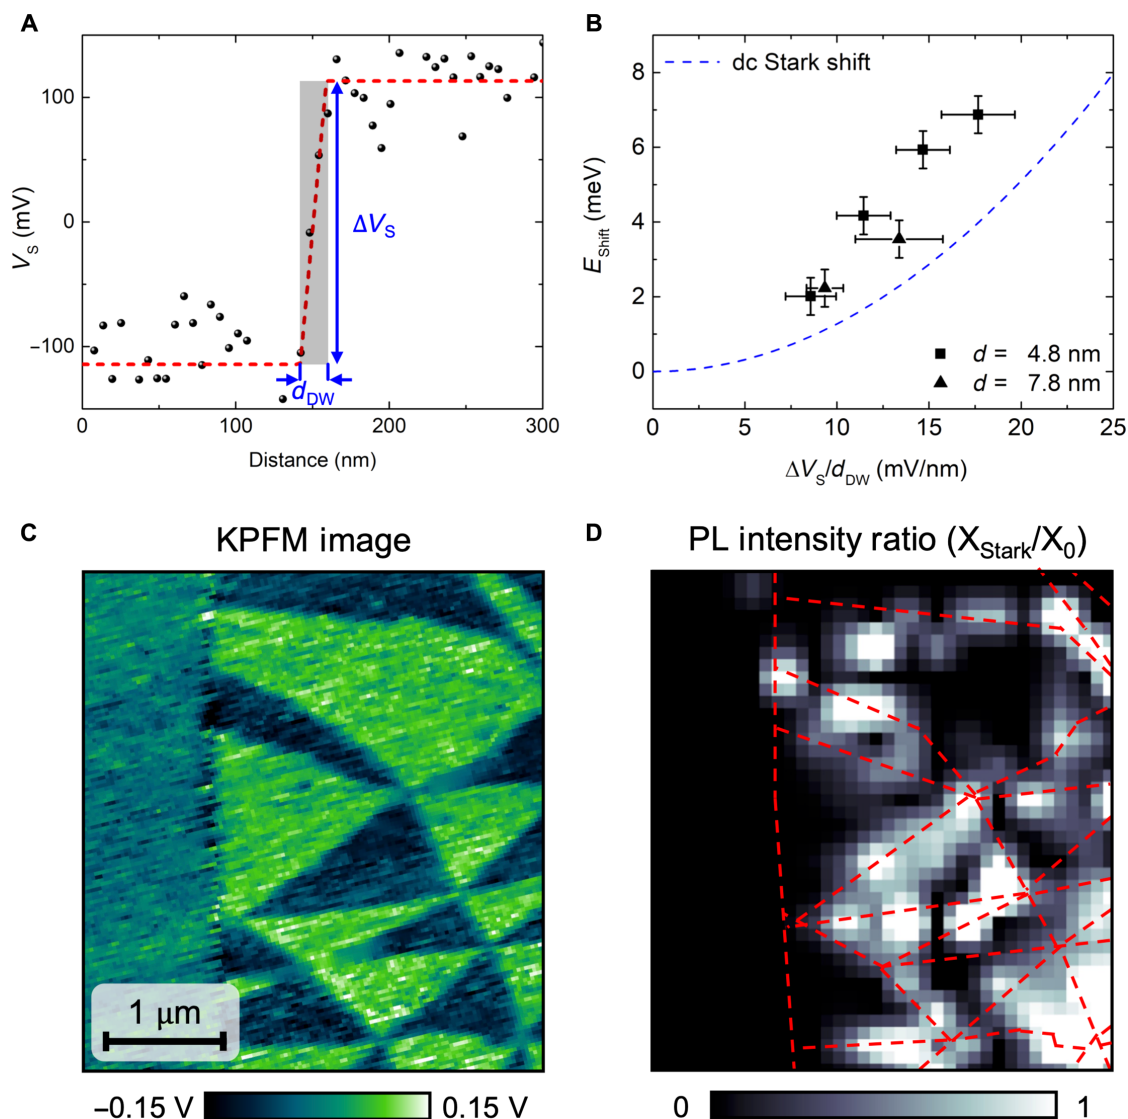 A
V_S (mV)
100
0
−100
ΔV_S
d_DW
0
100
200
300
Distance (nm)
B
E_Shift (meV)
8
6
4
2
0
dc Stark shift
d = 4.8 nm
d = 7.8 nm
0
5
10
15
20
25
ΔV_S/d_DW (mV/nm)
C
KPFM image
1 μm
−0.15 V
0.15 V
D
PL intensity ratio (X_Stark/X_0)
0
1